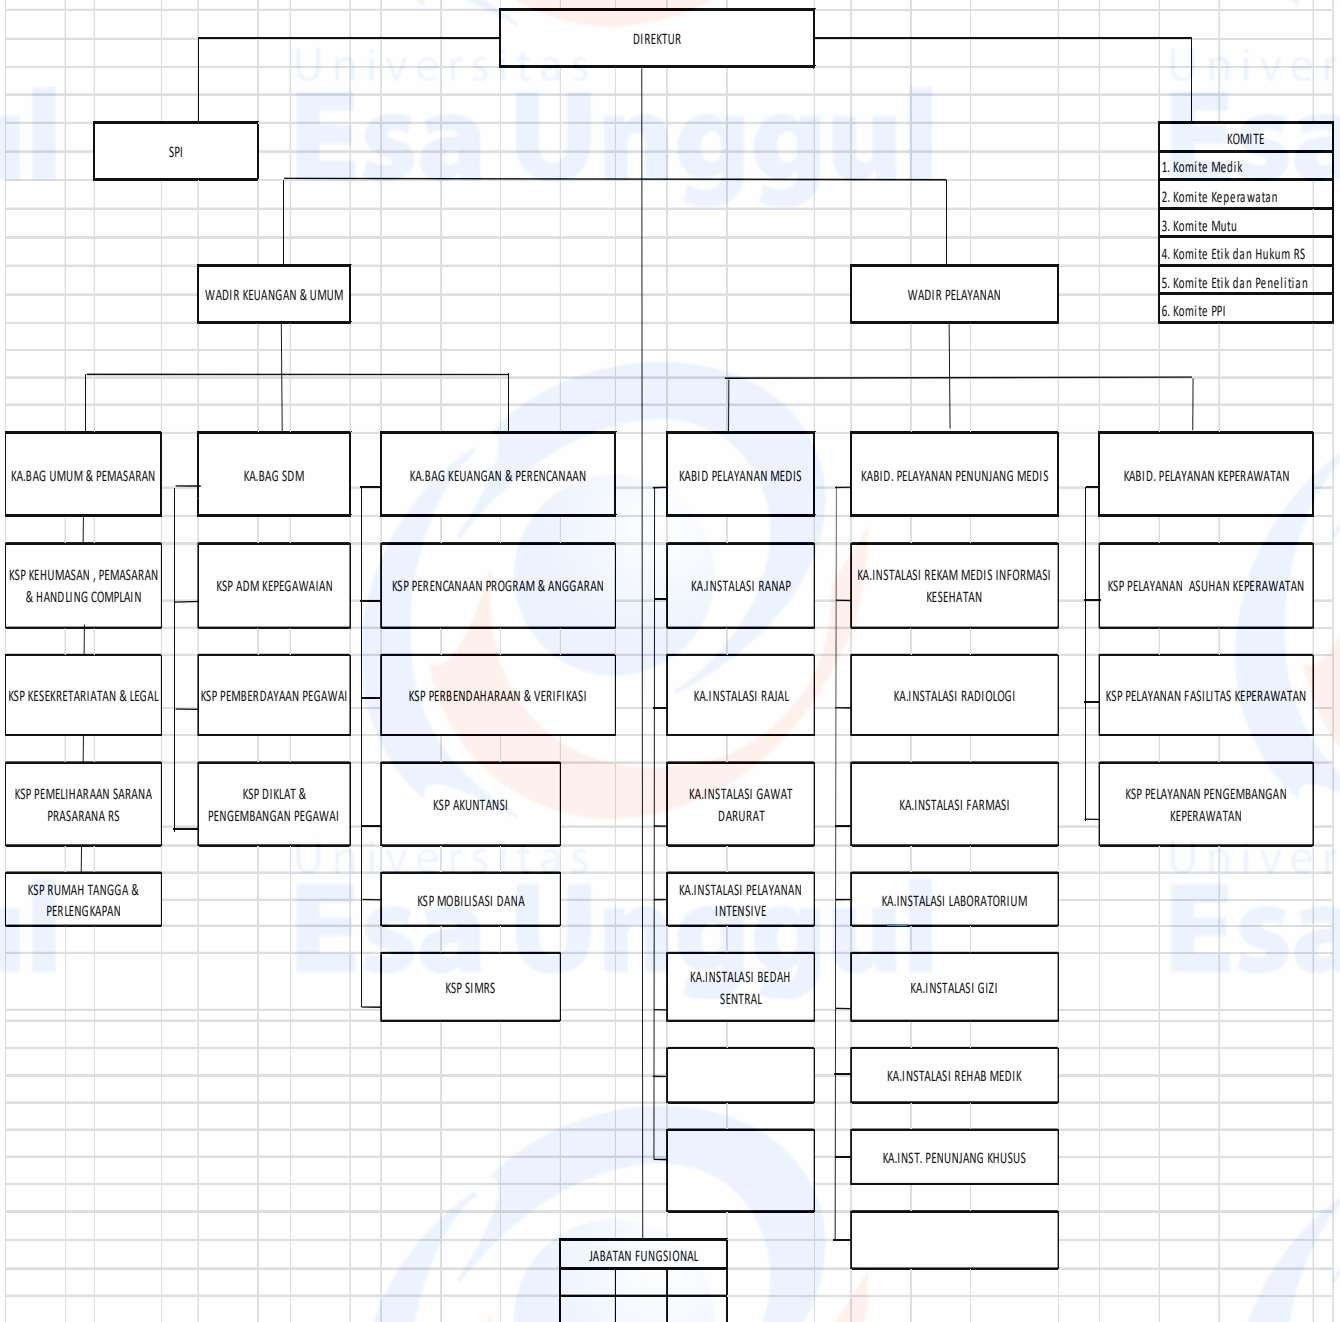 DIREKTUR
Universitas
Esa Unggul
SPI
KOMITE
1. Komite Medik
2. Komite Keperawatan
3. Komite Mutu
4. Komite Etik dan Hukum RS
5. Komite Etik dan Penelitian
6. Komite PPI
WADIR KEUANGAN & UMUM
WADIR PELAYANAN
KA.BAG UMUM & PEMASARAN
KA.BAG SDM
KA.BAG KEUANGAN & PERENCANAAN
KABID PELAYANAN MEDIS
KABID. PELAYANAN PENUNJANG MEDIS
KABID. PELAYANAN KEPERAWATAN
KSP KEHUMASAN , PEMASARAN
& HANDLING COMPLAIN
KSP ADM KEPEGAWAIAN
KSP PERENCANAAN PROGRAM & ANGGARAN
KA.INSTALASI RANAP
KA.INSTALASI REKAM MEDIS INFORMASI
KESEHATAN
KSP PELAYANAN ASUHAN KEPERAWATAN
KSP KESEKRETARIATAN & LEGAL
KSP PEMBERDAYAAN PEGAWAI
KSP PERBENDAHARAAN & VERIFIKASI
KA.INSTALASI RAJAL
KA.INSTALASI RADIOLOGI
KSP PELAYANAN FASILITAS KEPERAWATAN
KSP PEMELIHARAAN SARANA
PRASARANA RS
KSP DIKLAT &
PENGEMBANGAN PEGAWAI
KSP AKUNTANSI
KA.INSTALASI GAWAT
DARURAT
KA.INSTALASI FARMASI
KSP PELAYANAN PENGEMBANGAN
KEPERAWATAN
Universitas
Esa Unggul
KSP RUMAH TANGGA &
PERLENGKAPAN
KSP MOBILISASI DANA
KA.INSTALASI PELAYANAN
INTENSIVE
KA.INSTALASI LABORATORIUM
KSP SIMRS
KA.INSTALASI BEDAH
SENTRAL
KA.INSTALASI GIZI
KA.INSTALASI REHAB MEDIK
KA.INST. PENUNJANG KHUSUS
JABATAN FUNGSIONAL